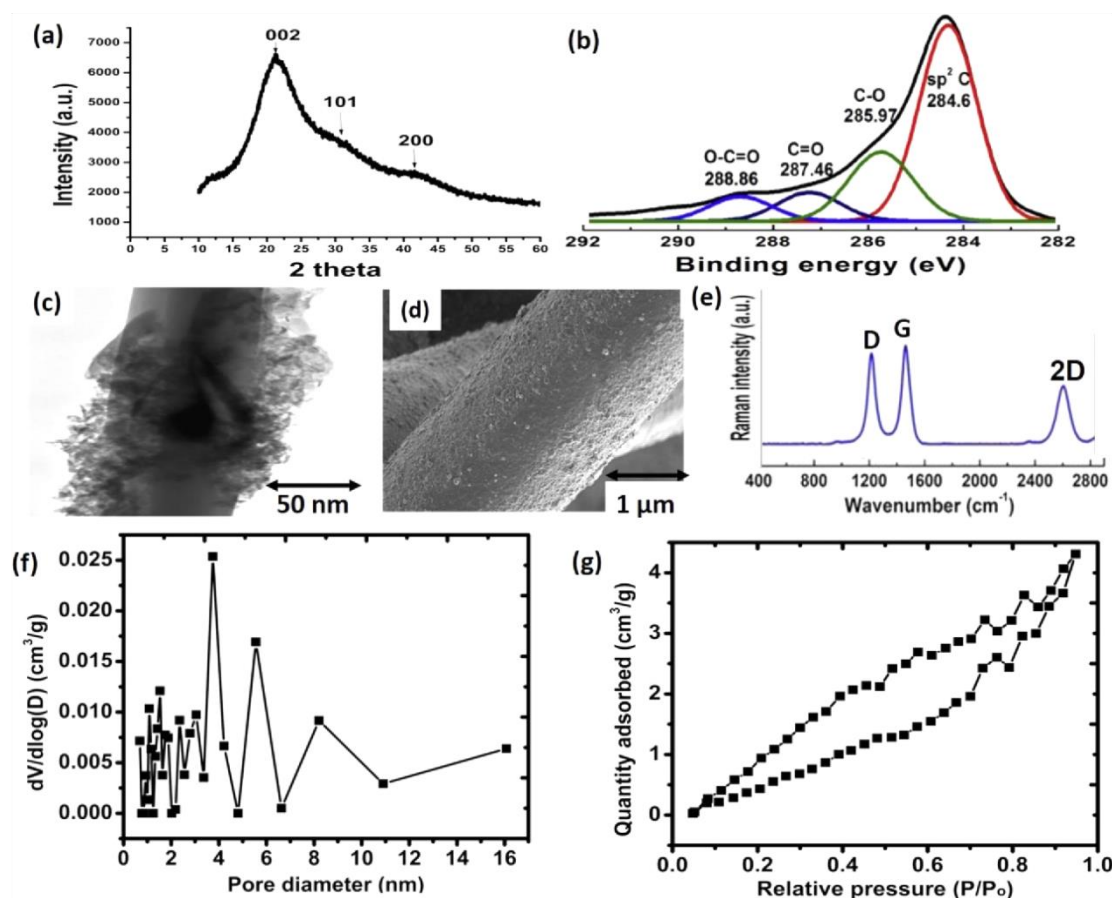 (a)
002
101
200
7000
6000
5000
4000
3000
2000
1000
Intensity (a.u.)
0 5 10 15 20 25 30 35 40 45 50 55 60
2 theta
(b)
sp² C
284.6
C-O
285.97
C=O
287.46
O-C=O
288.86
292 290 288 286 284 282
Binding energy (eV)
(c)
50 nm
(d)
1 µm
(e)
D
G
2D
Raman intensity (a.u.)
400 800 1200 1600 2000 2400 2800
Wavenumber (cm⁻¹)
(f)
0.025
0.020
0.015
0.010
0.005
0.000
dV/dlog(D) (cm³/g)
0 2 4 6 8 10 12 14 16
Pore diameter (nm)
(g)
4
3
2
1
0
Quantity adsorbed (cm³/g)
0.0 0.2 0.4 0.6 0.8 1.0
Relative pressure (P/P₀)